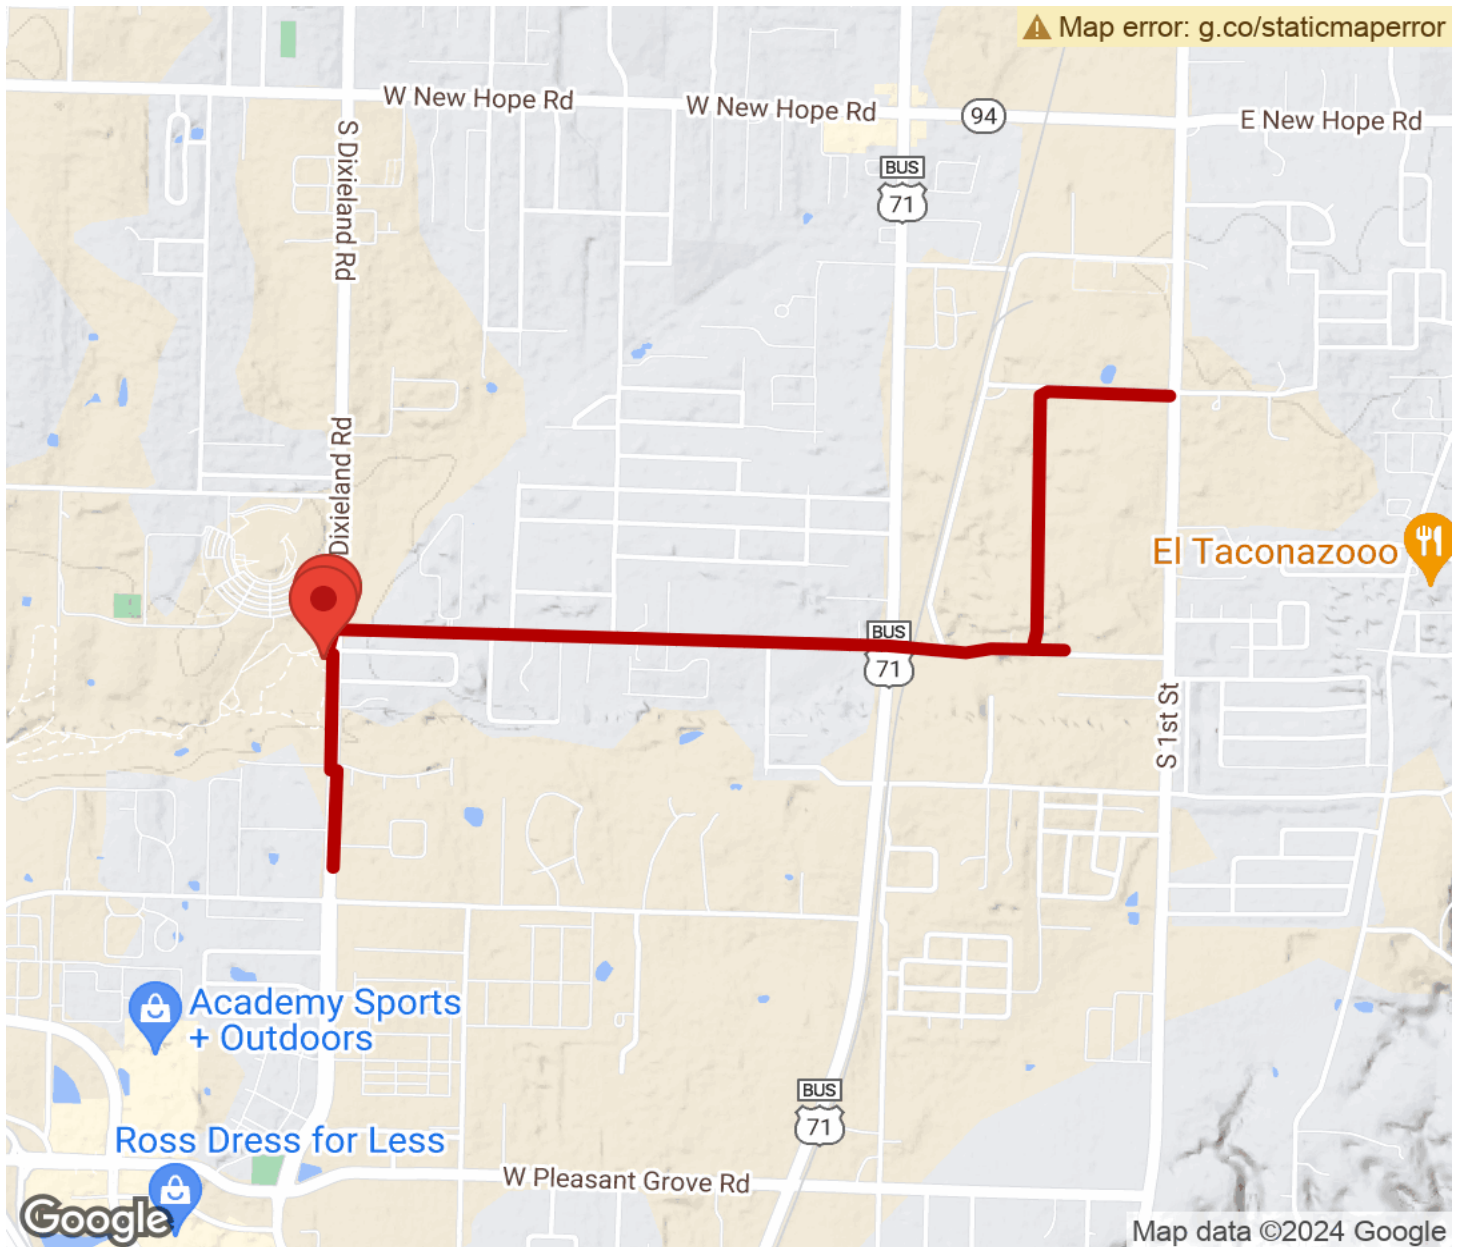 Map error: g.co/staticmaperror
W New Hope Rd
W New Hope Rd
94
E New Hope Rd
S Dixieland Rd
BUS
71
Dixieland Rd
El Taconazooo
BUS
71
S 1st St
Academy Sports
+ Outdoors
BUS
71
Ross Dress for Less
W Pleasant Grove Rd
Google
Map data ©2024 Google